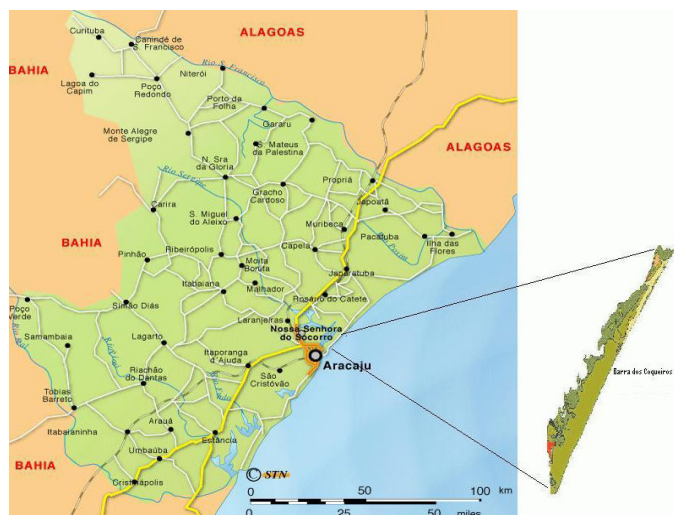 Curituba
Canindé de
S. Francisco
ALAGOAS
BAHIA
Niterói
Rio S. Francisco
Lagoa do
Capim
Poço
Redondo
Porto da
Folha
Gararu
Monte Alegre
de Sergipe
S. Mateus
da Palestina
ALAGOAS
N. Sra
da Gloria
Rio Sergipe
Propriá
Gracho
Cardoso
Japoatã
Carira
S. Miguel
do Aleixo
Muribeca
Pacatuba
BAHIA
Ilha das
Flores
Pinhão
Ribeirópolis
Capela
Moita
Bonita
Japaratuba
Itabaiana
Malhador
Rosário do Catete
Simão Diás
Poço
Verde
Laranjeiras
Nossa Senhora
do Socorro
Samambaia
Lagarto
Itaporanga
d'Ajuda
Aracaju
Barra dos Coqueiros
Riachão
do Dantas
São
Cristóvão
Tobias
Barreto
Arauá
Itabaianinha
Estância
Umbaúba
BAHIA
Cristinápolis
© STN
0 50 100 km
0 25 50 miles